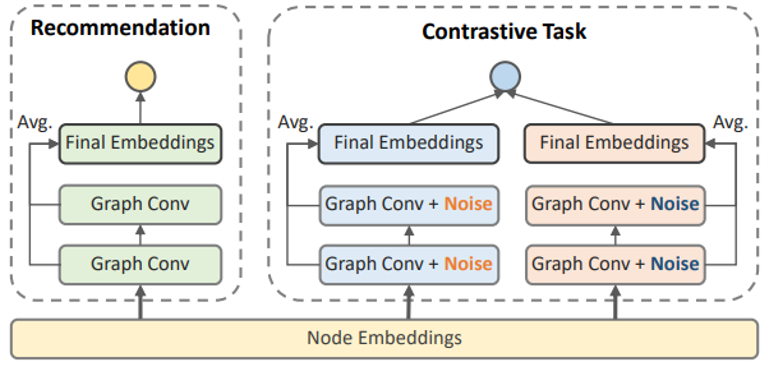 Recommendation
Contrastive Task
Avg.
Final Embeddings
Graph Conv
Graph Conv
Avg.
Final Embeddings
Graph Conv + Noise
Graph Conv + Noise
Avg.
Final Embeddings
Graph Conv + Noise
Graph Conv + Noise
Node Embeddings